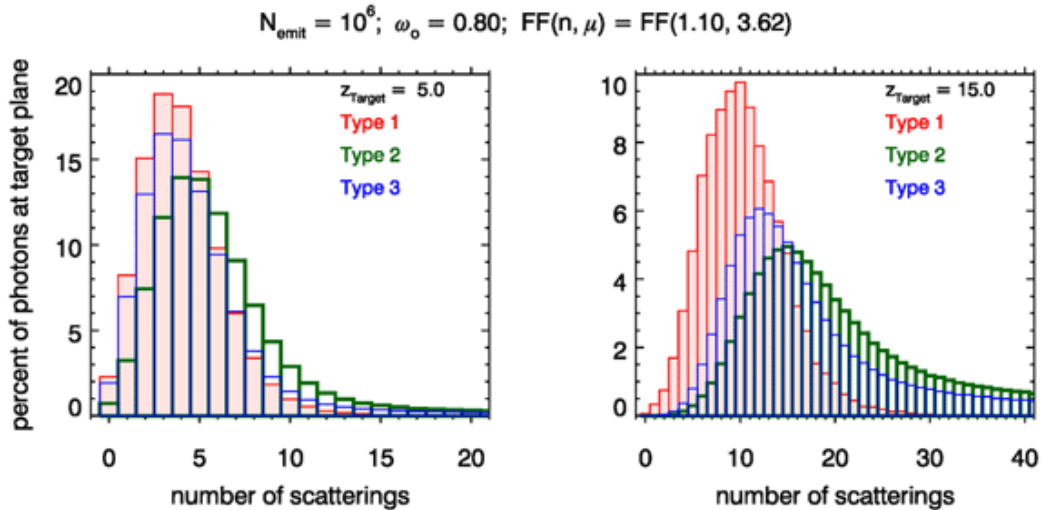 N_emit = 10^6; ω_o = 0.80; FF(n, μ) = FF(1.10, 3.62)
percent of photons at target plane
20
15
10
5
0
z_Target = 5.0
Type 1
Type 2
Type 3
0 5 10 15 20
number of scatterings
10
8
6
4
2
0
z_Target = 15.0
Type 1
Type 2
Type 3
0 10 20 30 40
number of scatterings